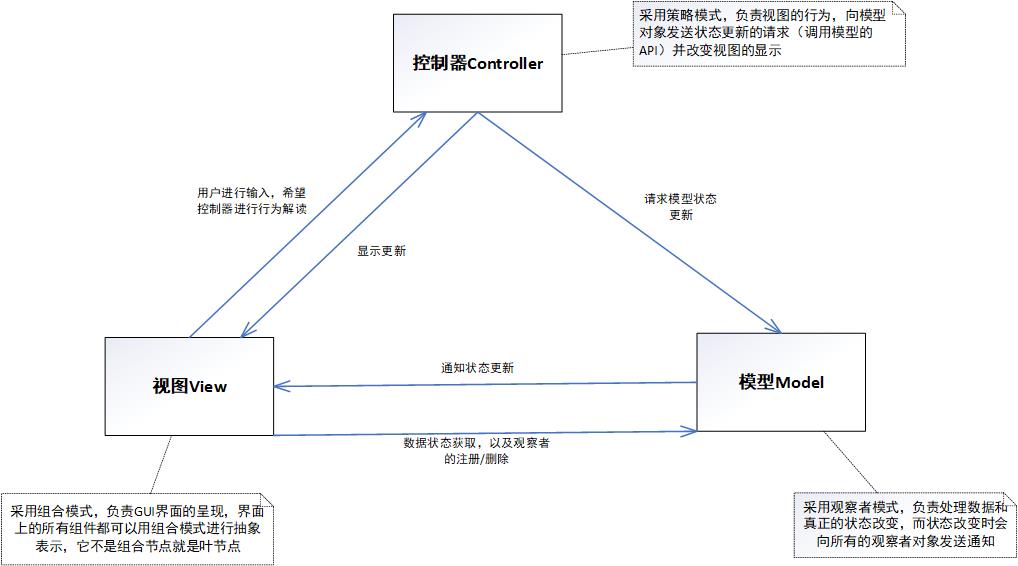 采用策略模式，负责视图的行为，向模型
对象发送状态更新的请求（调用模型的
API）并改变视图的显示
控制器Controller
用户进行输入，希望
控制器进行行为解读
请求模型状态
更新
显示更新
通知状态更新
视图View
模型Model
数据状态获取，以及观察者
的注册/删除
采用组合模式，负责GUI界面的呈现，界面
上的所有组件都可以用组合模式进行抽象
表示，它不是组合节点就是叶节点
采用观察者模式，负责处理数据和
真正的状态改变，而状态改变时会
向所有的观察者对象发送通知